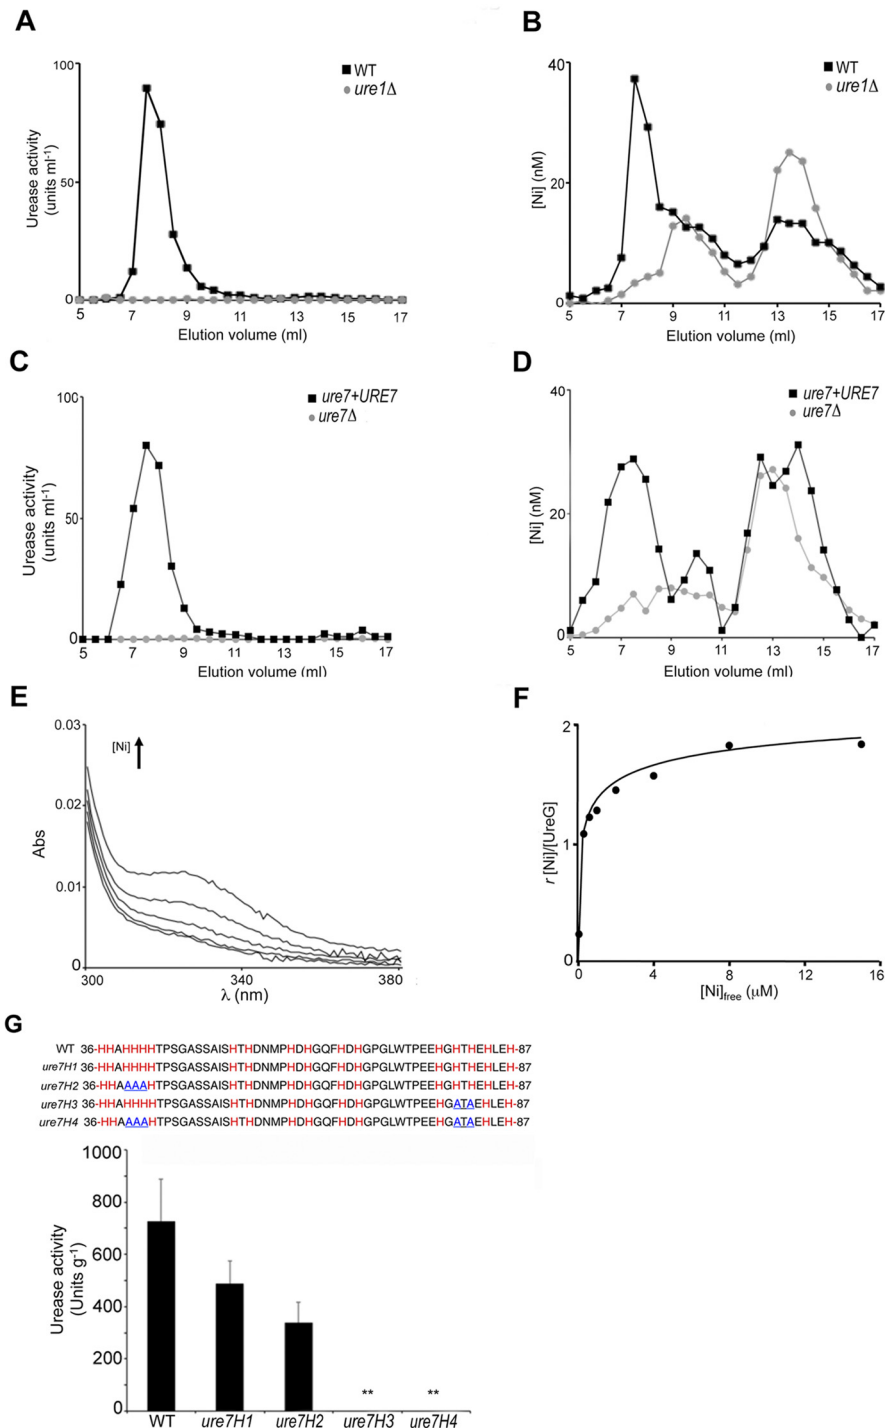 A
B
100
50
0
Urease activity
(units ml-1)
WT
ure1Δ
5 7 9 11 13 15 17
Elution volume (ml)
40
20
0
[Ni] (nM)
WT
ure1Δ
5 7 9 11 13 15 17
Elution volume (ml)
C
D
100
50
0
Urease activity
(units ml-1)
ure7+URE7
ure7Δ
5 7 9 11 13 15 17
Elution volume (ml)
40
20
0
[Ni] (nM)
ure7+URE7
ure7Δ
5 7 9 11 13 15 17
Elution volume (ml)
E
F
0.03
0.02
0.01
0
Abs
[Ni]
300 340 380
λ (nm)
2
1
0
r [Ni]/[UreG]
0 4 8 12 16
[Ni]free (µM)
G
WT 36-HHAHHHHTPSGASSAISHTHDNMPHDHGQFHDHGPGLWTPEEHGHTHEHLEH-87
ure7H1 36-HHAHHHHTPSGASSAISHTHDNMPHDHGQFHDHGPGLWTPEEHGHTHEHLEH-87
ure7H2 36-HHAAAAHTPSGASSAISHTHDNMPHDHGQFHDHGPGLWTPEEHGHTHEHLEH-87
ure7H3 36-HHAHHHHTPSGASSAISHTHDNMPHDHGQFHDHGPGLWTPEEHGATAEHLEH-87
ure7H4 36-HHAAAAHTPSGASSAISHTHDNMPHDHGQFHDHGPGLWTPEEHGATAEHLEH-87
1000
800
600
400
200
0
Urease activity
(Units g-1)
** **
WT ure7H1 ure7H2 ure7H3 ure7H4